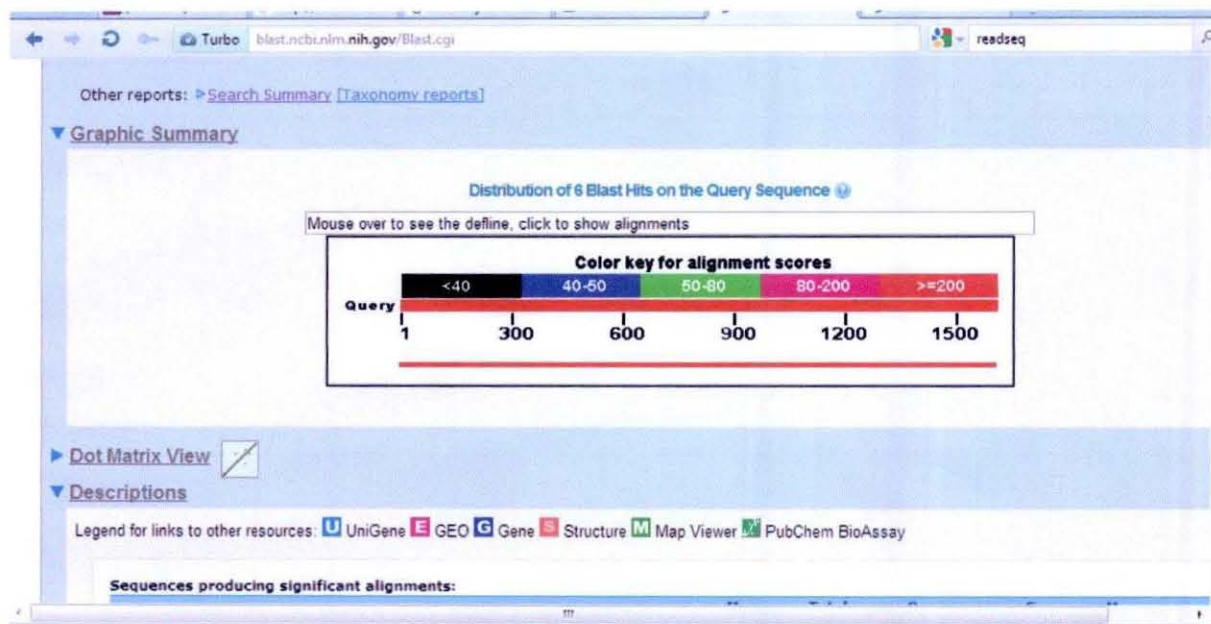 Turbo blast.ncbi.nlm.nih.gov/Blast.cgi readseq
Other reports: Search Summary [Taxonomy reports]
Graphic Summary
Distribution of 6 Blast Hits on the Query Sequence
Mouse over to see the defline, click to show alignments
Color key for alignment scores
<40 40-50 50-80 80-200 >=200
Query
1 300 600 900 1200 1500
Dot Matrix View
Descriptions
Legend for links to other resources: U UniGene E GEO G Gene S Structure M Map Viewer PubChem BioAssay
Sequences producing significant alignments: